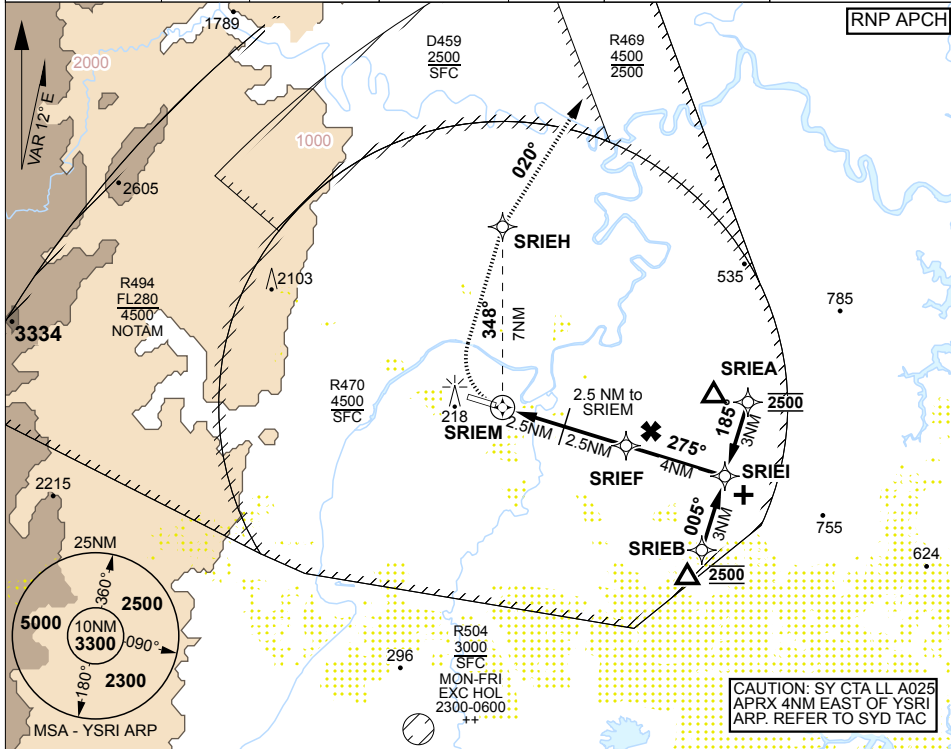 RNP APCH
1789
2000
VAR 12° E
D459
2500
SFC
R469
4500
2500
1000
020°
2605
SRIEH
R494
FL280
4500
NOTAM
2103
535
785
3334
348°
7NM
R470
4500
SFC
218
SRIEM
2.5 NM to
SRIEM
2.5NM
2.5NM
SRIEA
2500
185°
3NM
275°
4NM
SRIEF
SRIEI
005°
3NM
SRIEB
2500
2215
755
624
25NM
360°
5000
2500
10NM
3300
090°
180°
2300
MSA - YSRI ARP
296
R504
3000
SFC
MON-FRI
EXC HOL
2300-0600
++
CAUTION: SY CTA LL A025
APRX 4NM EAST OF YSRI
ARP. REFER TO SYD TAC